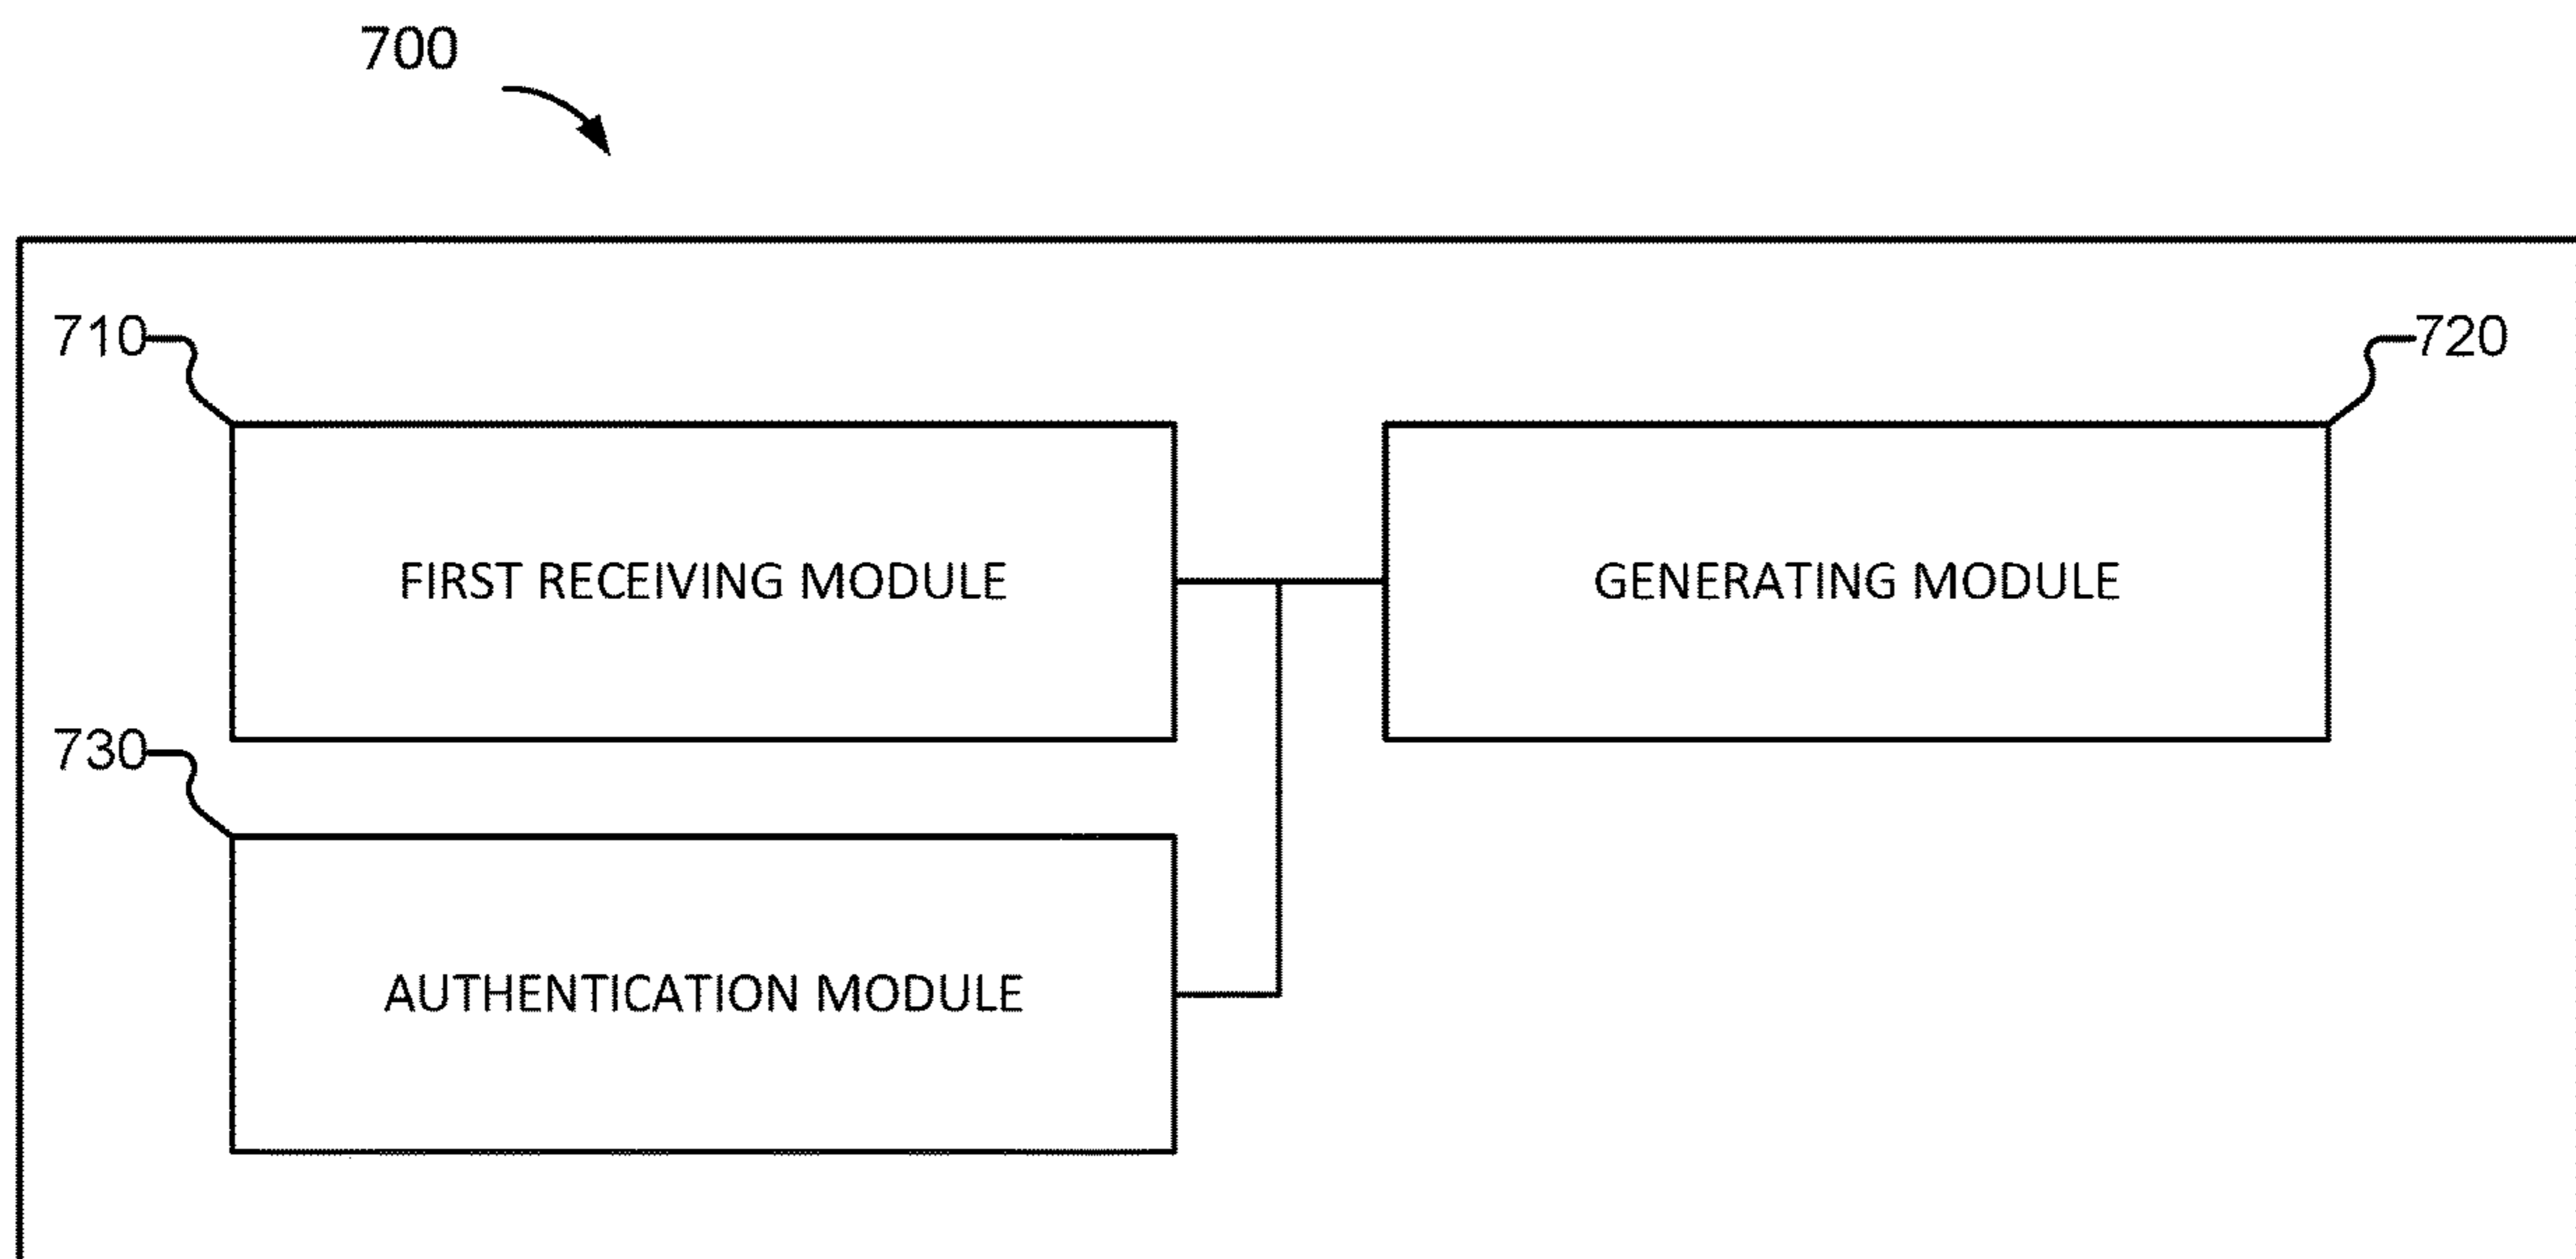 700
710
720
FIRST RECEIVING MODULE
GENERATING MODULE
730
AUTHENTICATION MODULE